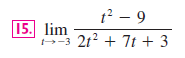 15. lim t→-3 (t² − 9)/(2t² + 7t + 3)